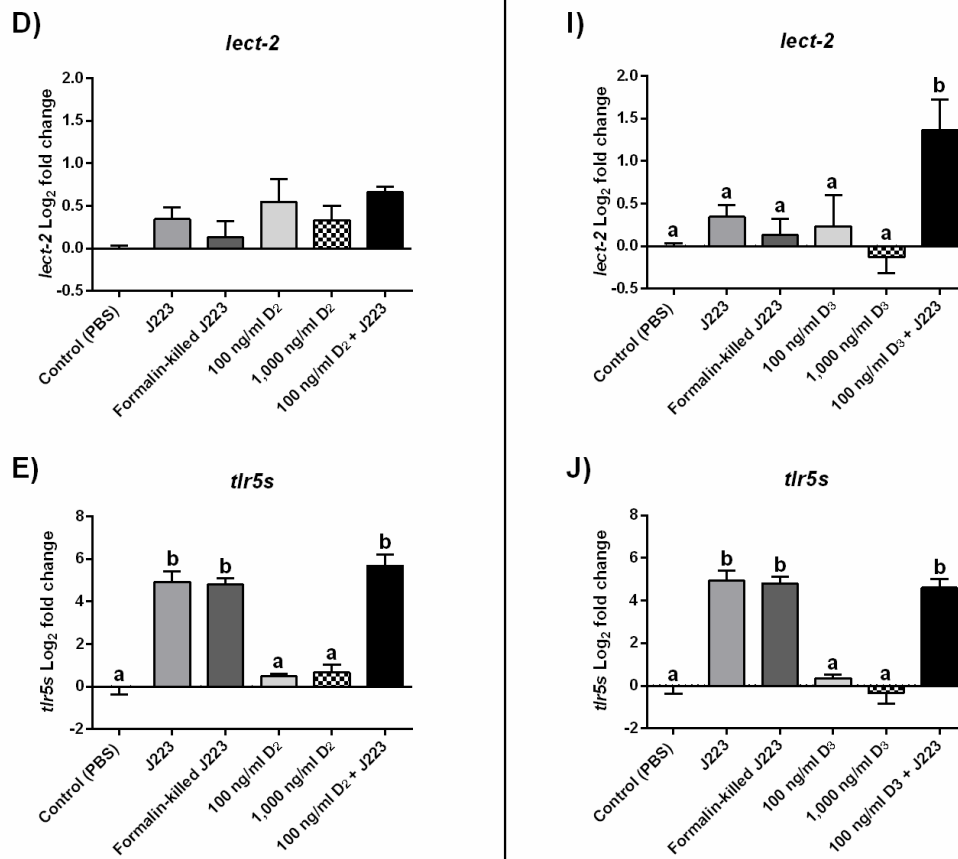 D)
lect-2
lect-2 Log₂ fold change
2.0
1.5
1.0
0.5
0.0
-0.5
Control (PBS)
J223
Formalin-killed J223
100 ng/ml D₂
1,000 ng/ml D₂
100 ng/ml D₂ + J223
I)
lect-2
lect-2 Log₂ fold change
2.0
1.5
1.0
0.5
0.0
-0.5
a
a
a
a
a
b
Control (PBS)
J223
Formalin-killed J223
100 ng/ml D₃
1,000 ng/ml D₃
100 ng/ml D₃ + J223
E)
tlr5s
tlr5s Log₂ fold change
8
6
4
2
0
-2
a
b
b
a
a
b
Control (PBS)
J223
Formalin-killed J223
100 ng/ml D₂
1,000 ng/ml D₂
100 ng/ml D₂ + J223
J)
tlr5s
tlr5s Log₂ fold change
8
6
4
2
0
-2
a
b
b
a
a
b
Control (PBS)
J223
Formalin-killed J223
100 ng/ml D₃
1,000 ng/ml D₃
100 ng/ml D₃ + J223